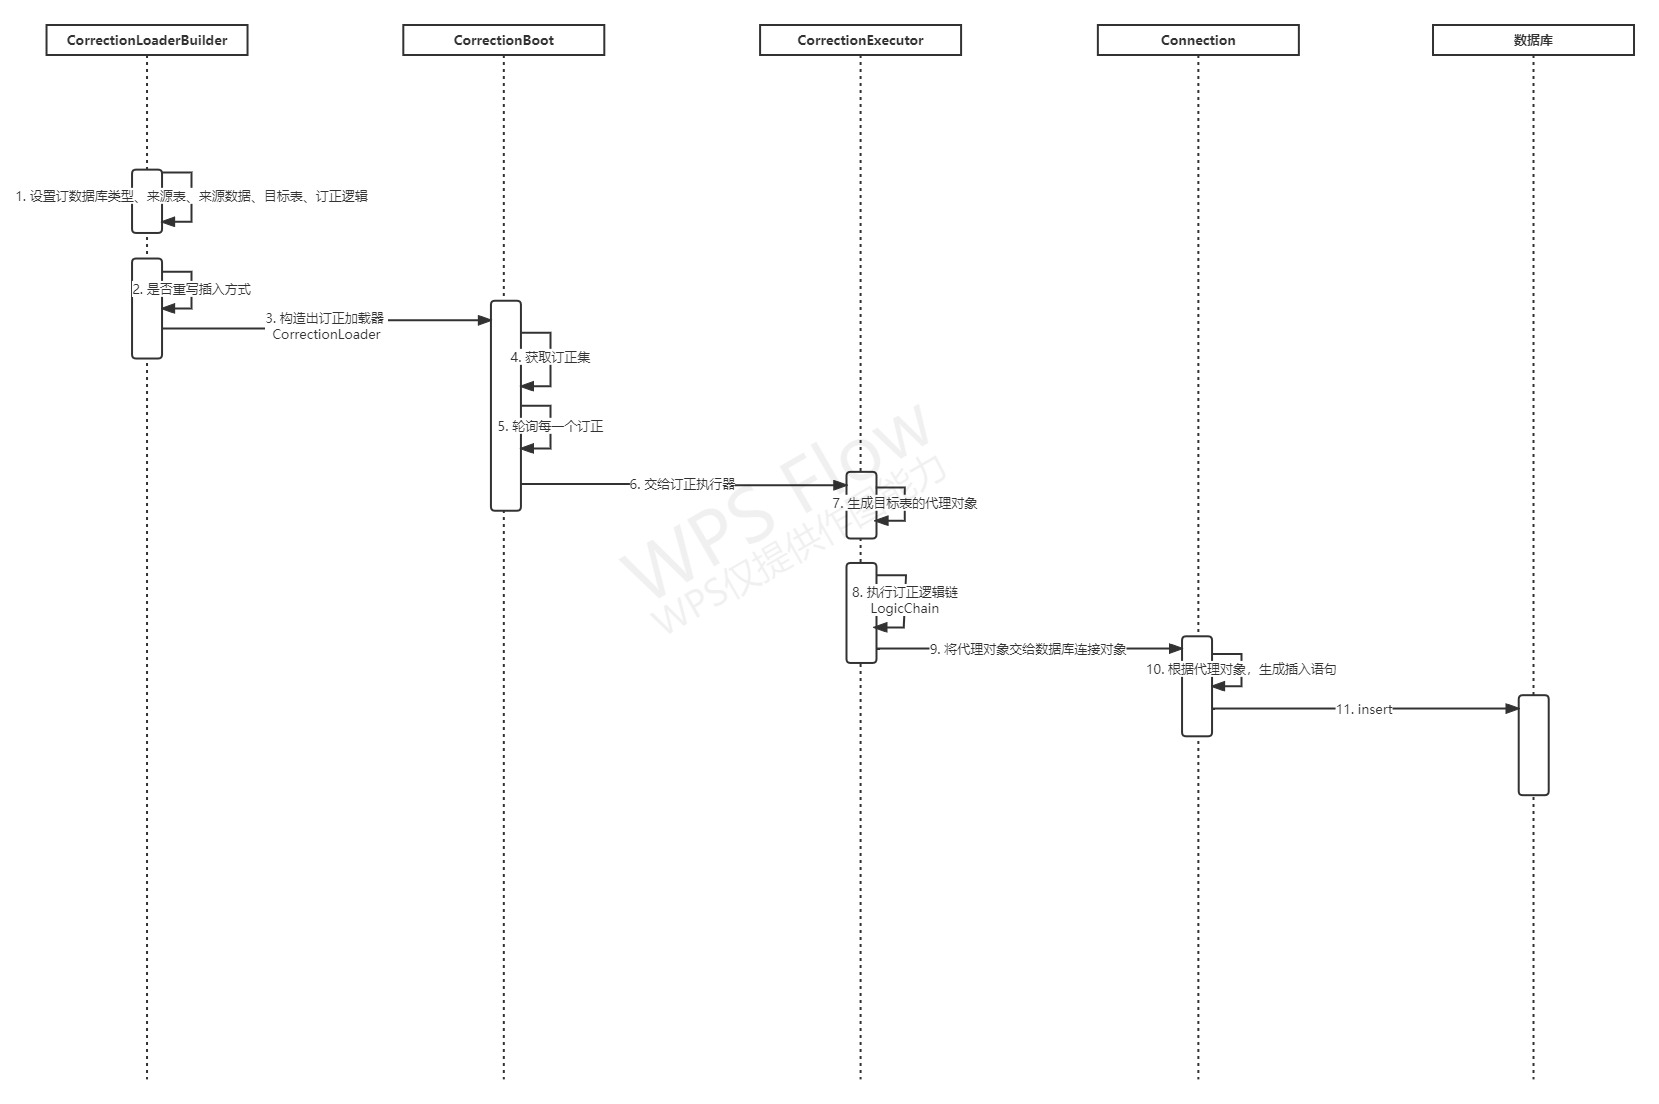 CorrectionLoaderBuilder
CorrectionBoot
CorrectionExecutor
Connection
数据库
1. 设置订数据库类型、来源表、来源数据、目标表、订正逻辑
2. 是否重写插入方式
3. 构造出订正加载器
CorrectionLoader
4. 获取订正集
5. 轮询每一个订正
6. 交给订正执行器
7. 生成目标表的代理对象
8. 执行订正逻辑链
LogicChain
9. 将代理对象交给数据库连接对象
10. 根据代理对象，生成插入语句
11. insert
WPS Flow
WPS仅提供作图能力